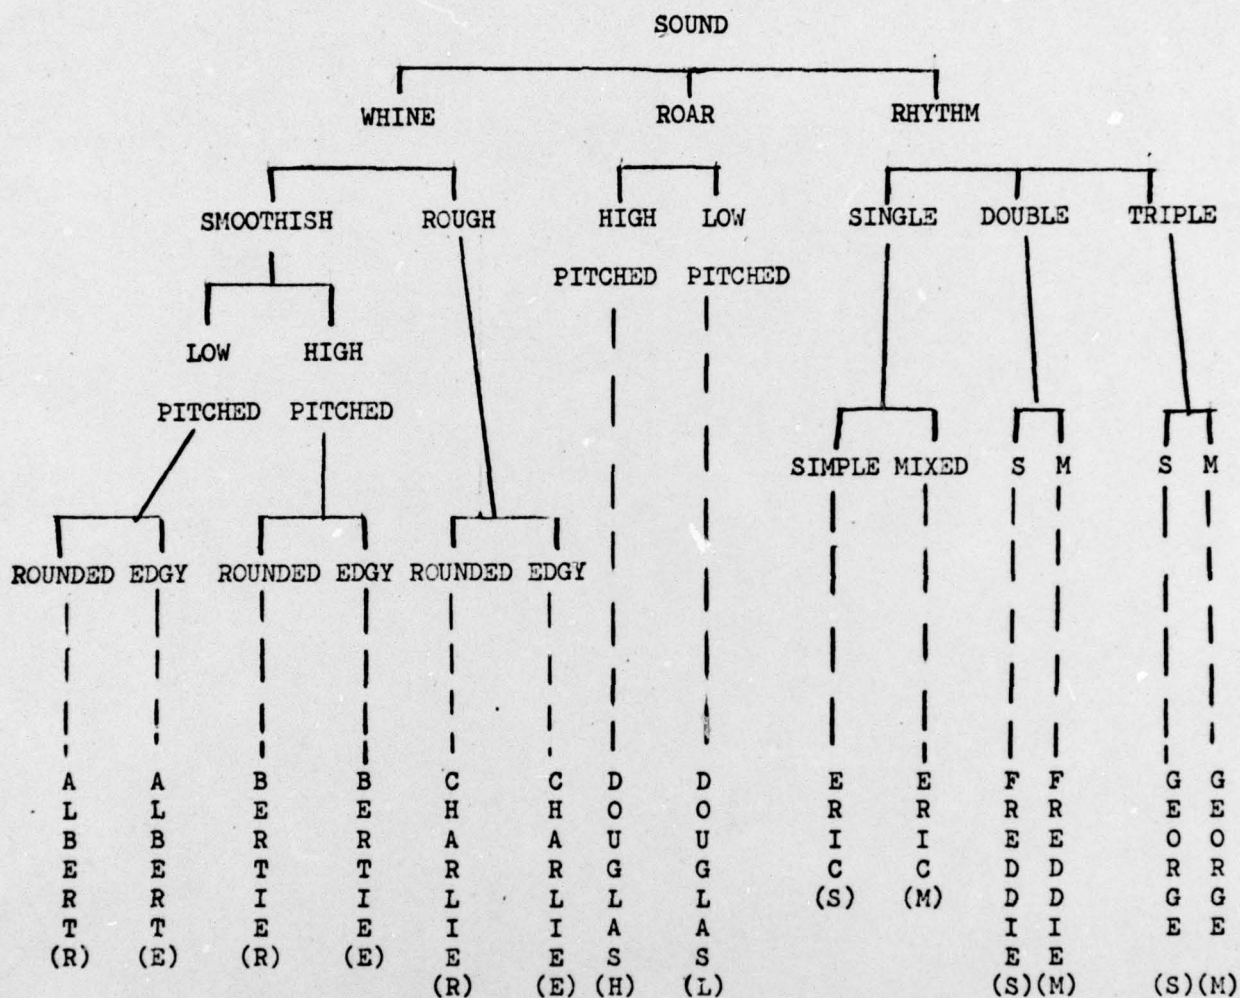 SOUND
WHINE ROAR RHYTHM
SMOOTHISH ROUGH HIGH LOW SINGLE DOUBLE TRIPLE
PITCHED PITCHED
LOW HIGH
PITCHED PITCHED
SIMPLE MIXED S M S M
ROUNDED EDGY ROUNDED EDGY ROUNDED EDGY
ALBERT (R)
ALBERT (E)
BERTIE (R)
BERTIE (E)
CHARLIE (R)
CHARLIE (E)
DOUGLAS (H)
DOUGLAS (L)
ERIC (S)
ERIC (M)
FREDDIE (S)
FREDDIE (M)
GEORGE (S)
GEORGE (M)